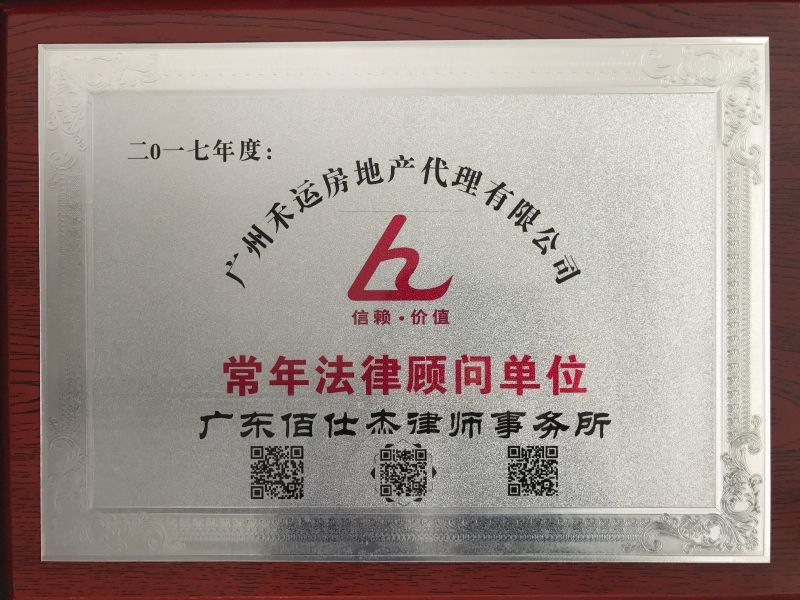 二0一七年度：
广州禾运房地产代理有限公司
信赖·价值
常年法律顾问单位
广东佰仕杰律师事务所